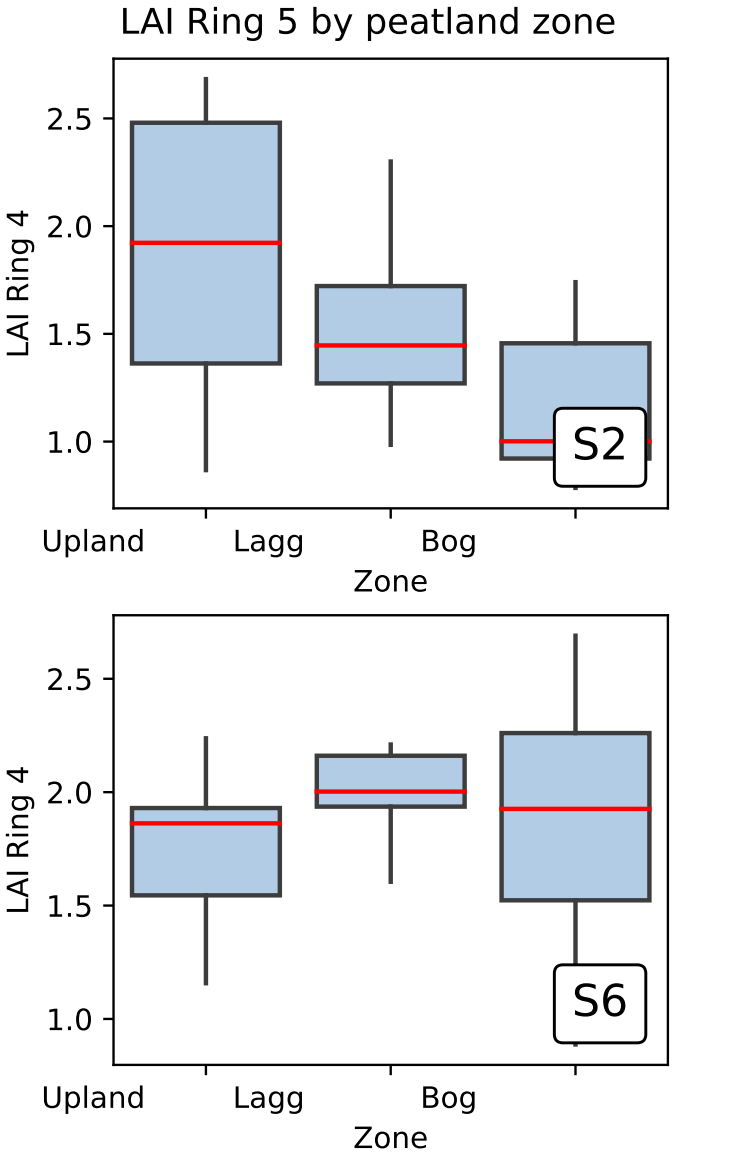 LAI Ring 5 by peatland zone
2.5
2.0
1.5
1.0
LAI Ring 4
S2
Upland Lagg Bog
Zone
2.5
2.0
1.5
1.0
LAI Ring 4
S6
Upland Lagg Bog
Zone